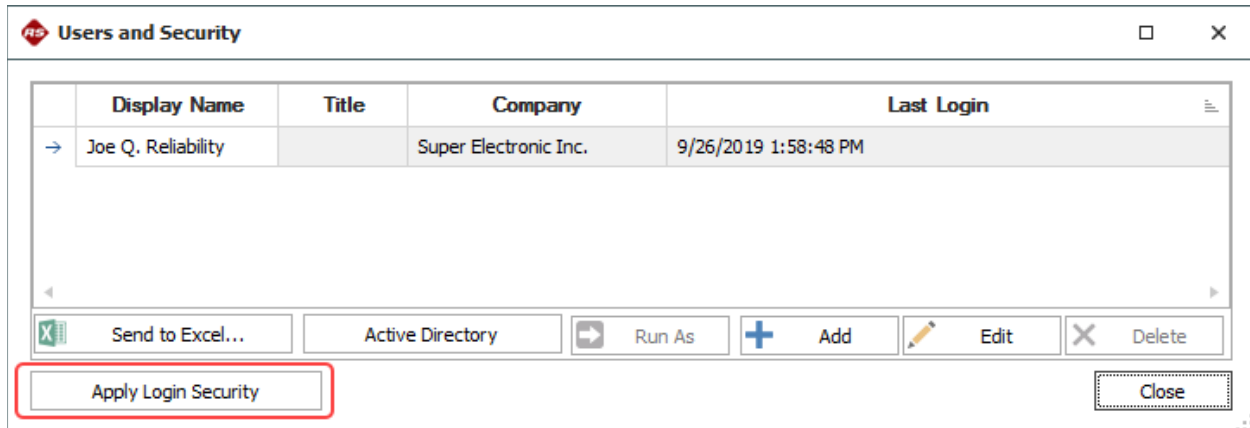 RS Users and Security
Display Name Title Company Last Login
Joe Q. Reliability Super Electronic Inc. 9/26/2019 1:58:48 PM
Send to Excel... Active Directory Run As Add Edit Delete
Apply Login Security Close